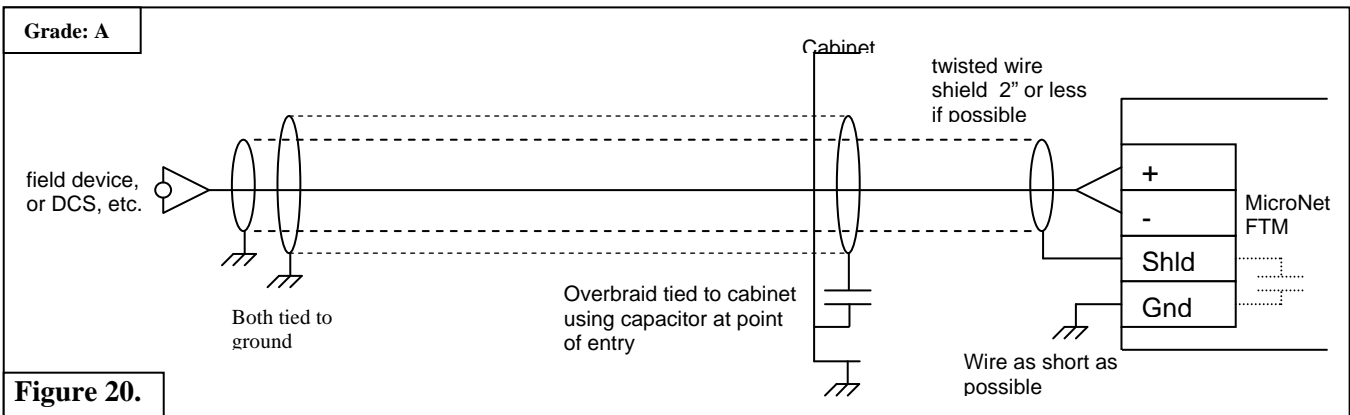 Grade: A
Cabinet
twisted wire
shield 2" or less
if possible
field device,
or DCS, etc.
+
-
Shld
Gnd
MicroNet
FTM
Both tied to
ground
Overbraid tied to cabinet
using capacitor at point
of entry
Wire as short as
possible
Figure 20.